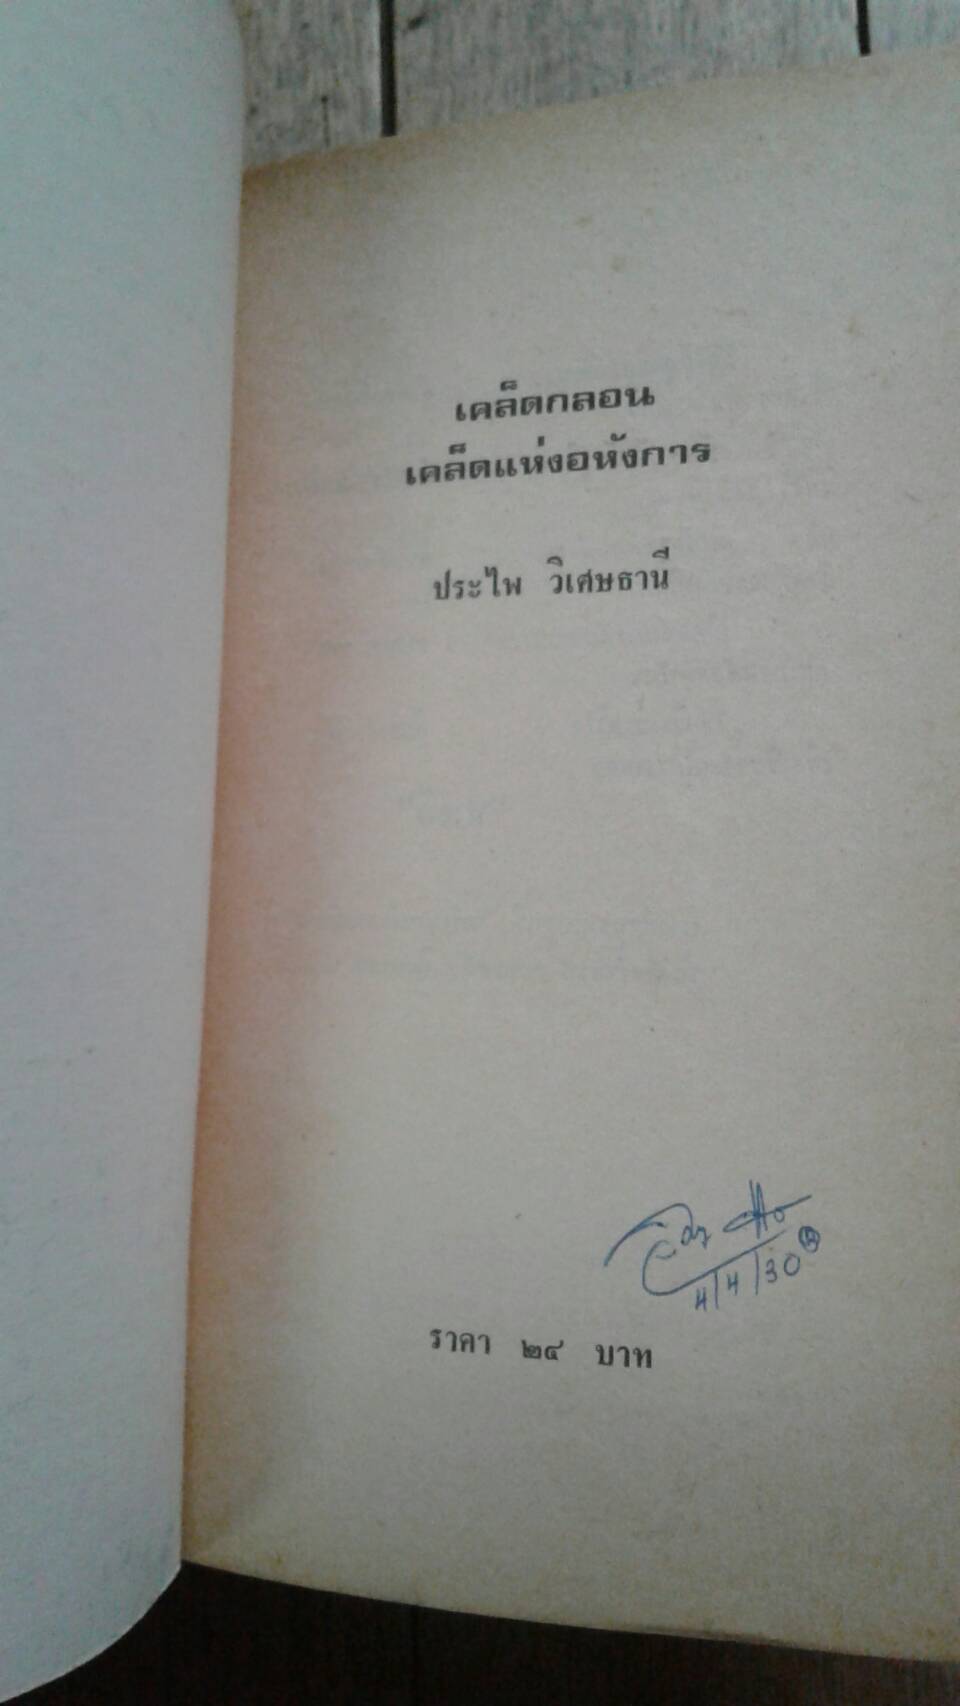 เคล็ดกลอน
เคล็ดแห่งอหังการ
ประไพ วิเศษธานี
4/4/30
ราคา ๒๔ บาท